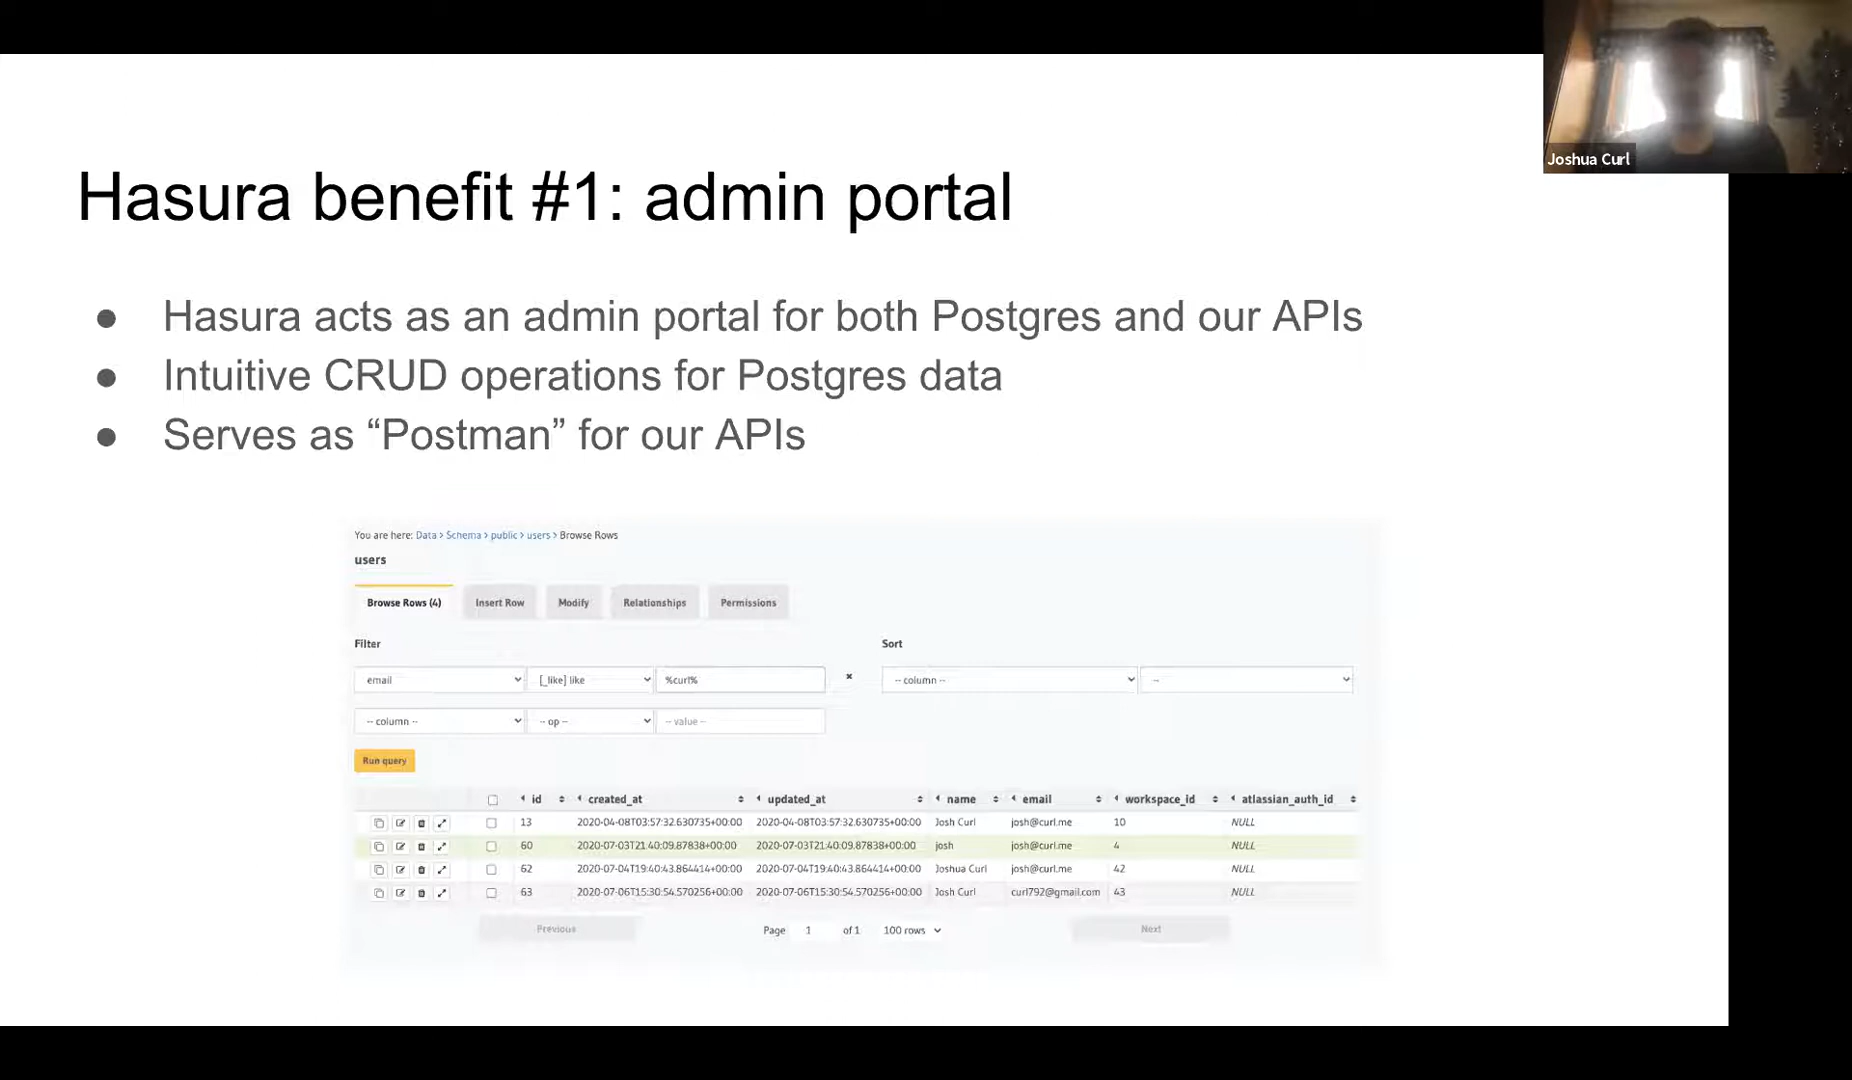 Joshua Curl
Hasura benefit #1: admin portal
● Hasura acts as an admin portal for both Postgres and our APIs
● Intuitive CRUD operations for Postgres data
● Serves as “Postman” for our APIs
You are here: Data > Schema > public > users > Browse Rows
users
Browse Rows (4) Insert Row Modify Relationships Permissions
Filter Sort
email [_like] like %curl% -- column -- --
-- column -- -- op -- -- value --
Run query
id created_at updated_at name email workspace_id atlassian_auth_id
13 2020-04-08T03:57:32.630735+00:00 2020-04-08T03:57:32.630735+00:00 Josh Curl josh@curl.me 10 NULL
60 2020-07-03T21:40:09.87838+00:00 2020-07-03T21:40:09.87838+00:00 josh josh@curl.me 4 NULL
62 2020-07-04T19:40:43.864414+00:00 2020-07-04T19:40:43.864414+00:00 Joshua Curl josh@curl.me 42 NULL
63 2020-07-06T15:30:54.570256+00:00 2020-07-06T15:30:54.570256+00:00 Josh Curl curl792@gmail.com 43 NULL
Previous Page 1 of 1 100 rows Next